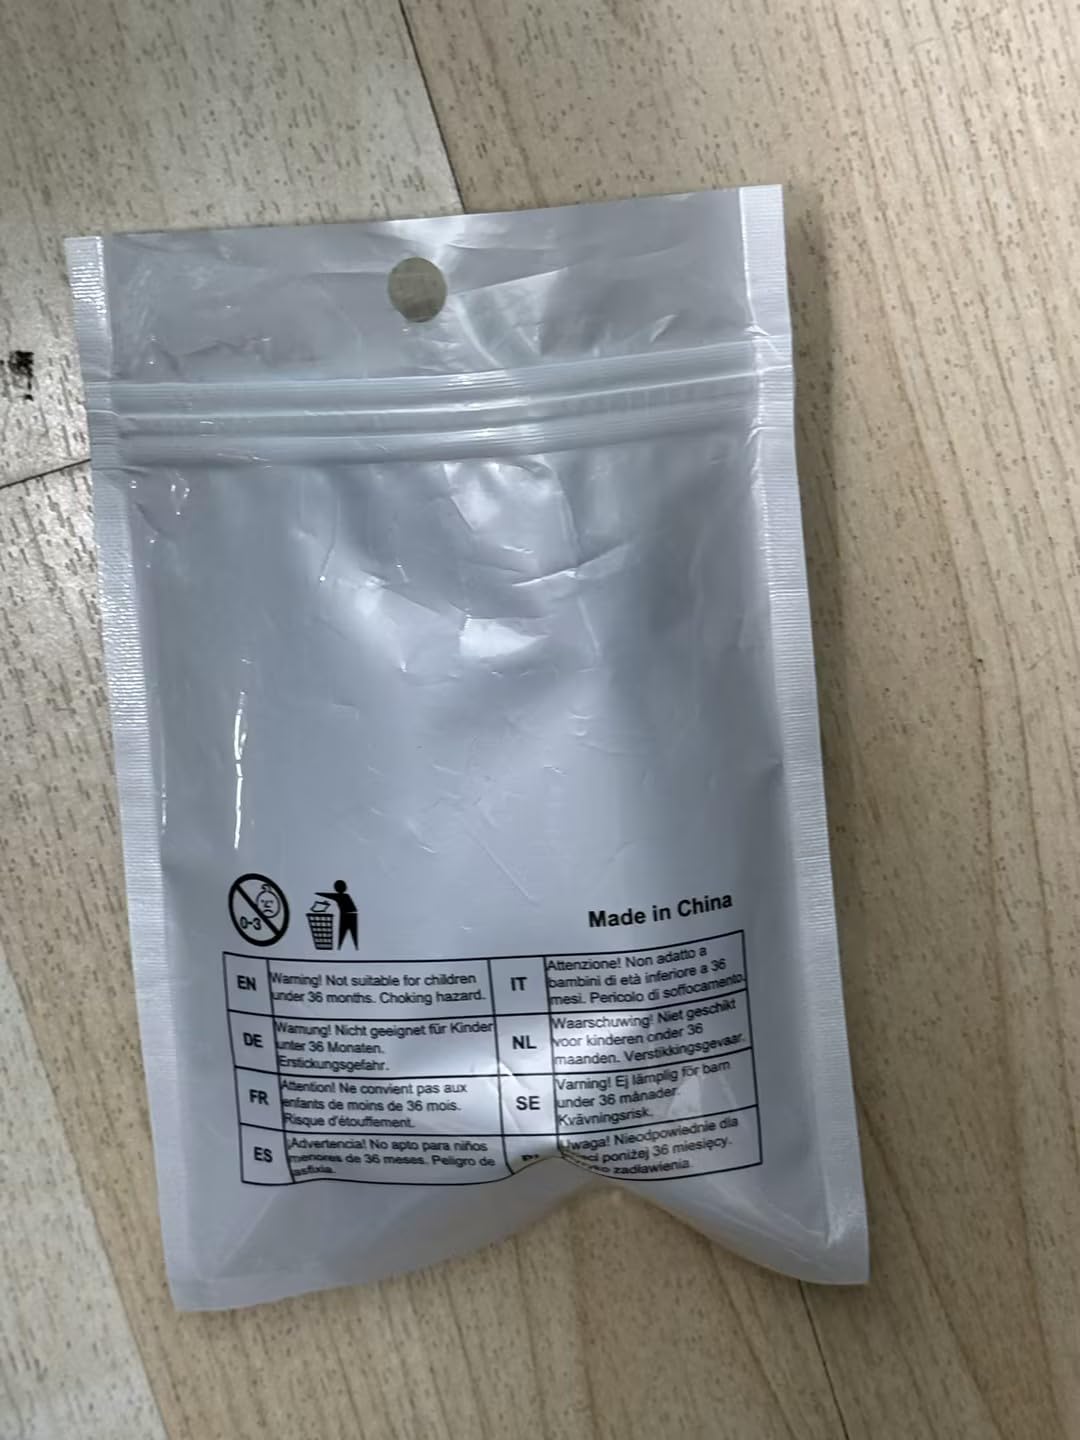 0-3
Made in China
EN
Warning! Not suitable for children
under 36 months. Choking hazard.
IT
Attenzione! Non adatto a
bambini di età inferiore a 36
mesi. Pericolo di soffocamento.
DE
Warnung! Nicht geeignet für Kinder
unter 36 Monaten.
Erstickungsgefahr.
NL
Waarschuwing! Niet geschikt
voor kinderen onder 36
maanden. Verstikkingsgevaar.
FR
Attention! Ne convient pas aux
enfants de moins de 36 mois.
Risque d'étouffement.
SE
Varning! Ej lämplig för barn
under 36 månader.
Kvävningsrisk.
ES
¡Advertencia! No apto para niños
menores de 36 meses. Peligro de
asfixia.
Uwaga! Nieodpowiednie dla
poniżej 36 miesięcy.
zadławienia